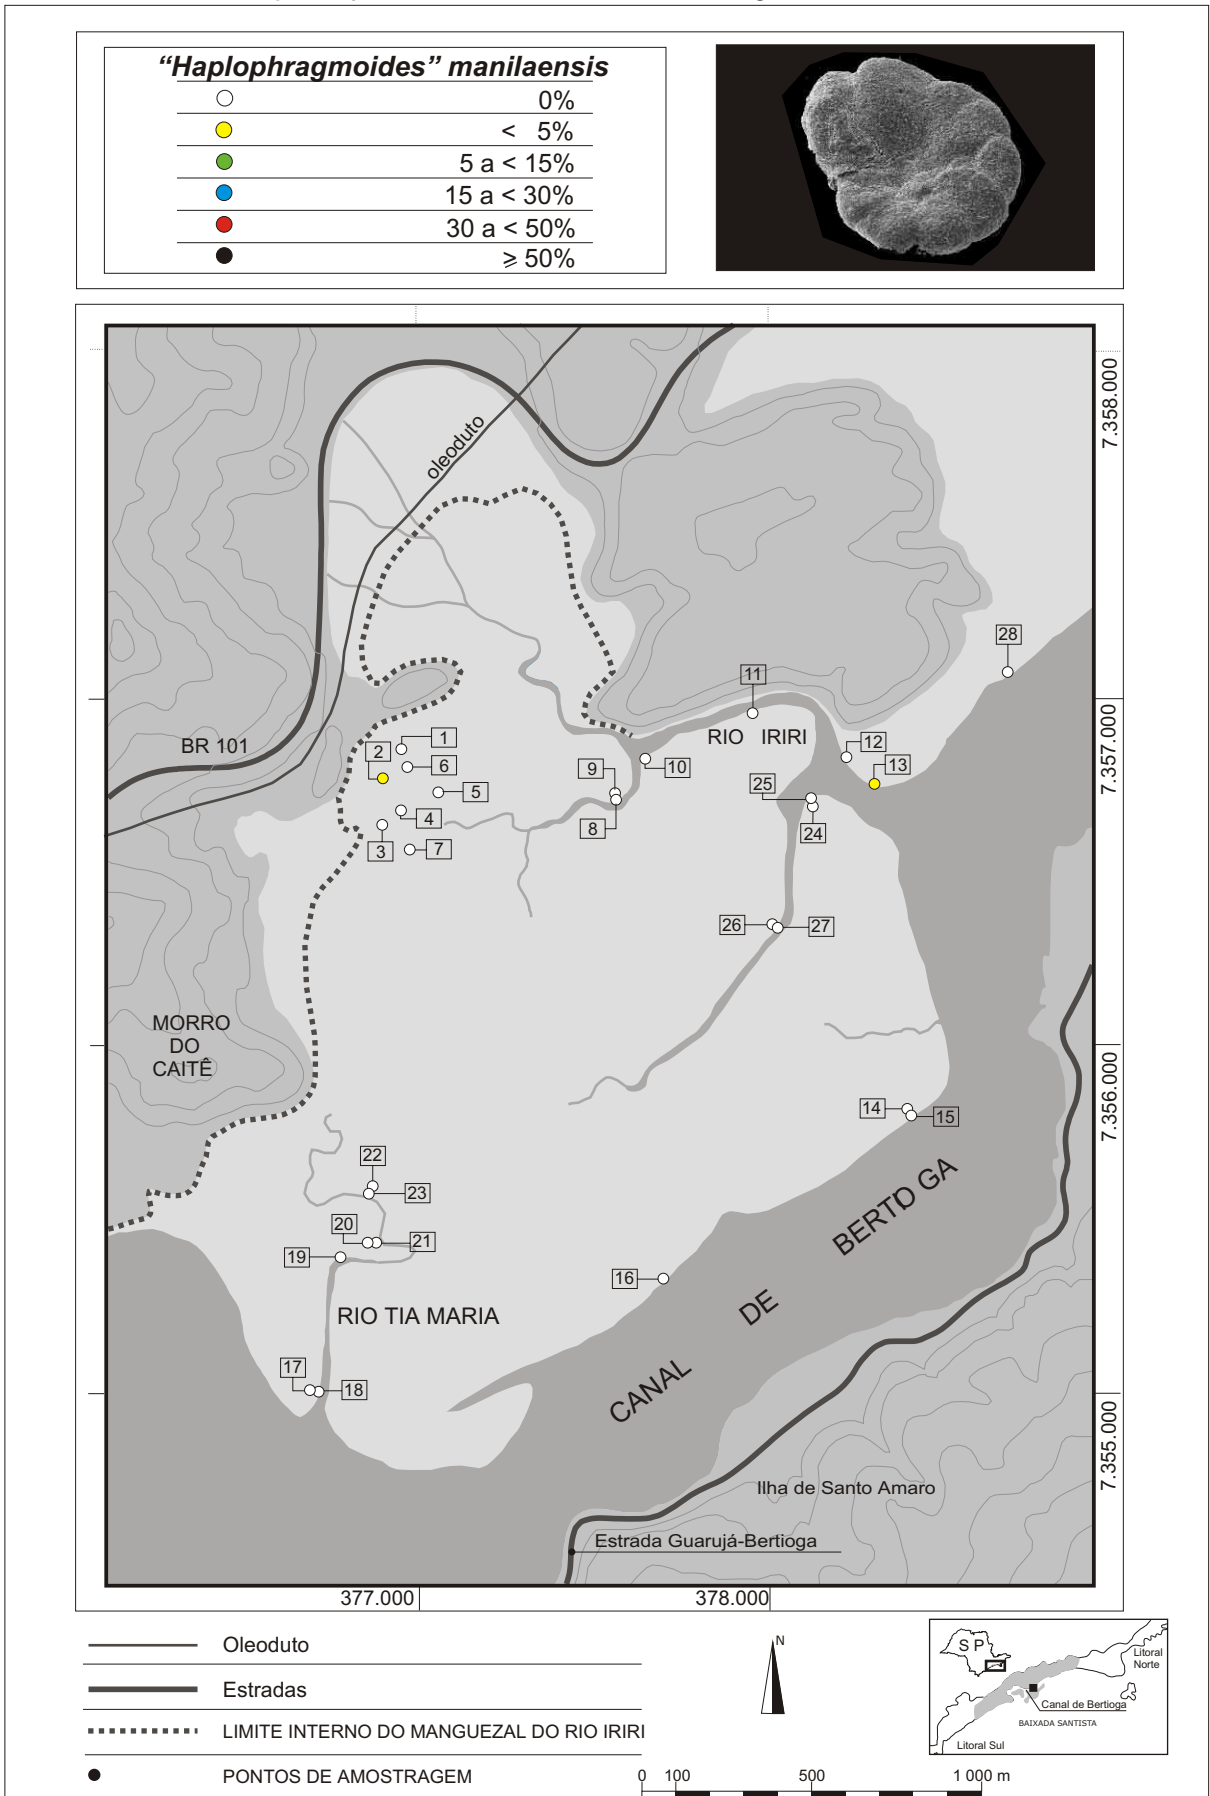 “Haplophragmoides” manilaensis
0%
< 5%
5 a < 15%
15 a < 30%
30 a < 50%
⩾ 50%
7.358.000
oleoduto
28
11
7.357.000
RIO IRIRI
BR 101
1
2
12
6
13
9
10
25
5
4
8
24
3
7
26
27
MORRO
DO
CAITÊ
7.356.000
14
15
22
23
20
21
19
16
CANAL DE BERTIOGA
RIO TIA MARIA
17
18
7.355.000
Ilha de Santo Amaro
Estrada Guarujá-Bertioga
377.000
378.000
Oleoduto
Estradas
LIMITE INTERNO DO MANGUEZAL DO RIO IRIRI
PONTOS DE AMOSTRAGEM
N
S P
Litoral
Norte
Canal de Bertioga
BAIXADA SANTISTA
Litoral Sul
0 100 500 1 000 m